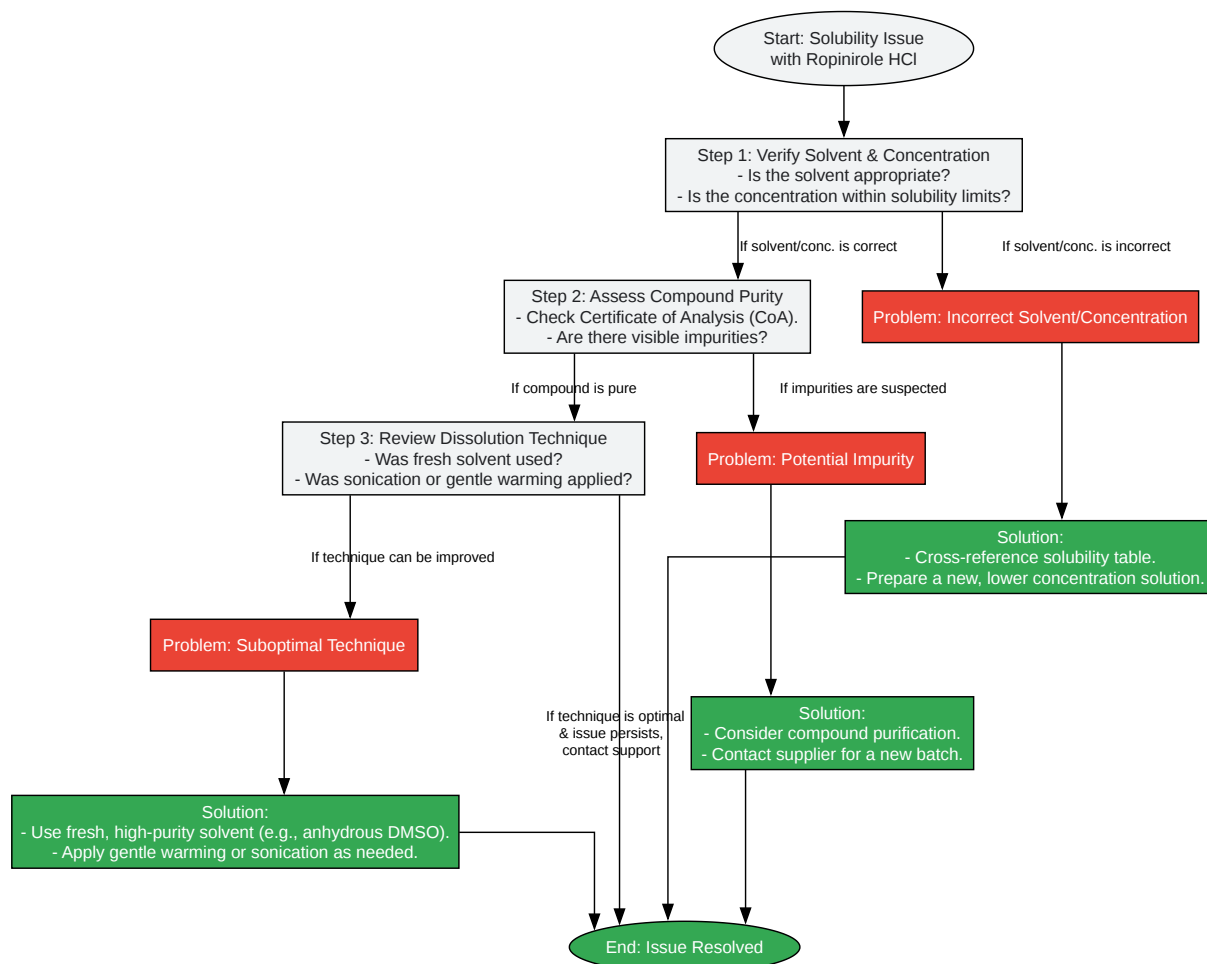 Start: Solubility Issue
with Ropinirole HCl
Step 1: Verify Solvent & Concentration
- Is the solvent appropriate?
- Is the concentration within solubility limits?
If solvent/conc. is correct
If solvent/conc. is incorrect
Step 2: Assess Compound Purity
- Check Certificate of Analysis (CoA).
- Are there visible impurities?
Problem: Incorrect Solvent/Concentration
If compound is pure
If impurities are suspected
Step 3: Review Dissolution Technique
- Was fresh solvent used?
- Was sonication or gentle warming applied?
Problem: Potential Impurity
Solution:
- Cross-reference solubility table.
- Prepare a new, lower concentration solution.
If technique can be improved
Problem: Suboptimal Technique
If technique is optimal
& issue persists,
contact support
Solution:
- Consider compound purification.
- Contact supplier for a new batch.
Solution:
- Use fresh, high-purity solvent (e.g., anhydrous DMSO).
- Apply gentle warming or sonication as needed.
End: Issue Resolved